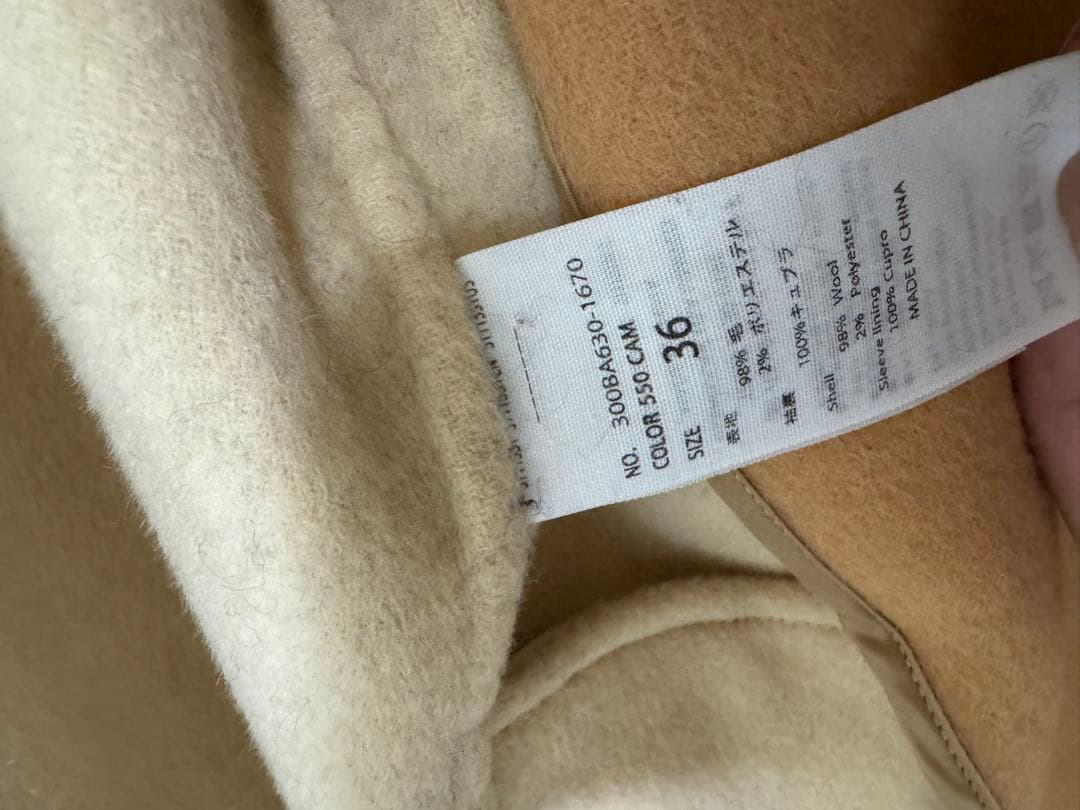 NO. 300BA630-1670
COLOR 550 CAM
SIZE 36
表地 98% 毛
2% ポリエステル
袖裏 100%キュプラ
Shell 98% Wool
2% Polyester
Sleeve lining
100% Cupro
MADE IN CHINA